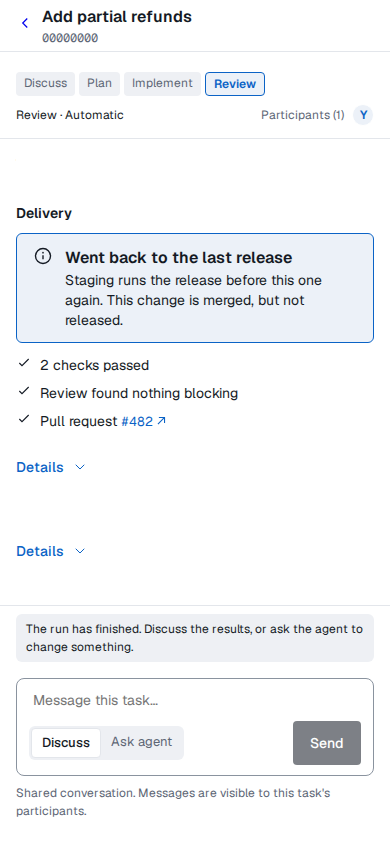 Add partial refunds
00000000
Discuss
Plan
Implement
Review
Review · Automatic
Participants (1)
Y
Delivery
Went back to the last release
Staging runs the release before this one
again. This change is merged, but not
released.
2 checks passed
Review found nothing blocking
Pull request #482
Details
Details
The run has finished. Discuss the results, or ask the agent to
change something.
Message this task...
Discuss
Ask agent
Send
Shared conversation. Messages are visible to this task's
participants.